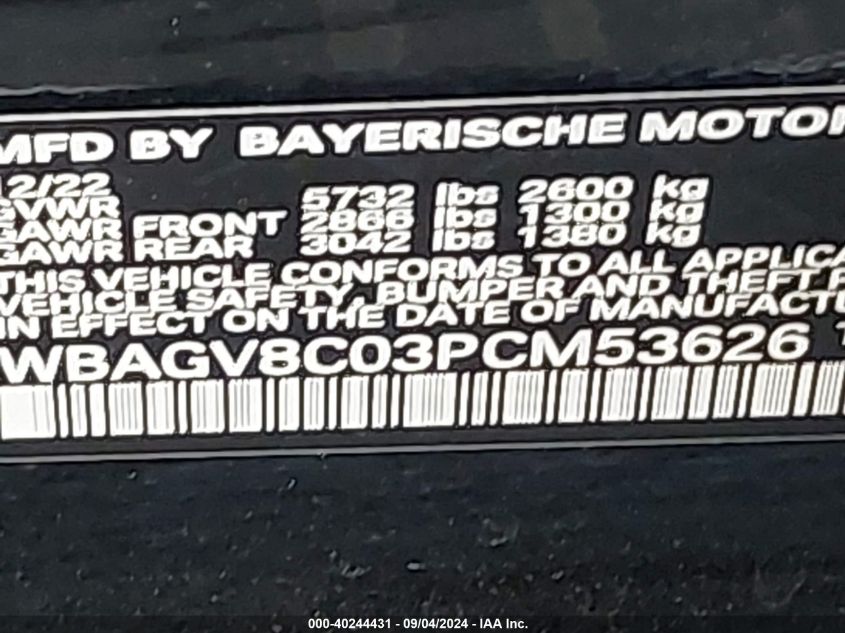 MFD BY BAYERISCHE MOTOR
12/22
GVWR 5732 lbs 2600 kg
GAWR FRONT 2866 lbs 1300 kg
GAWR REAR 3042 lbs 1380 kg
THIS VEHICLE CONFORMS TO ALL APPLICA
VEHICLE SAFETY, BUMPER AND THEFT P
IN EFFECT ON THE DATE OF MANUFACTU
WBAGV8C03PCM53626
000-40244431 - 09/04/2024 - IAA Inc.